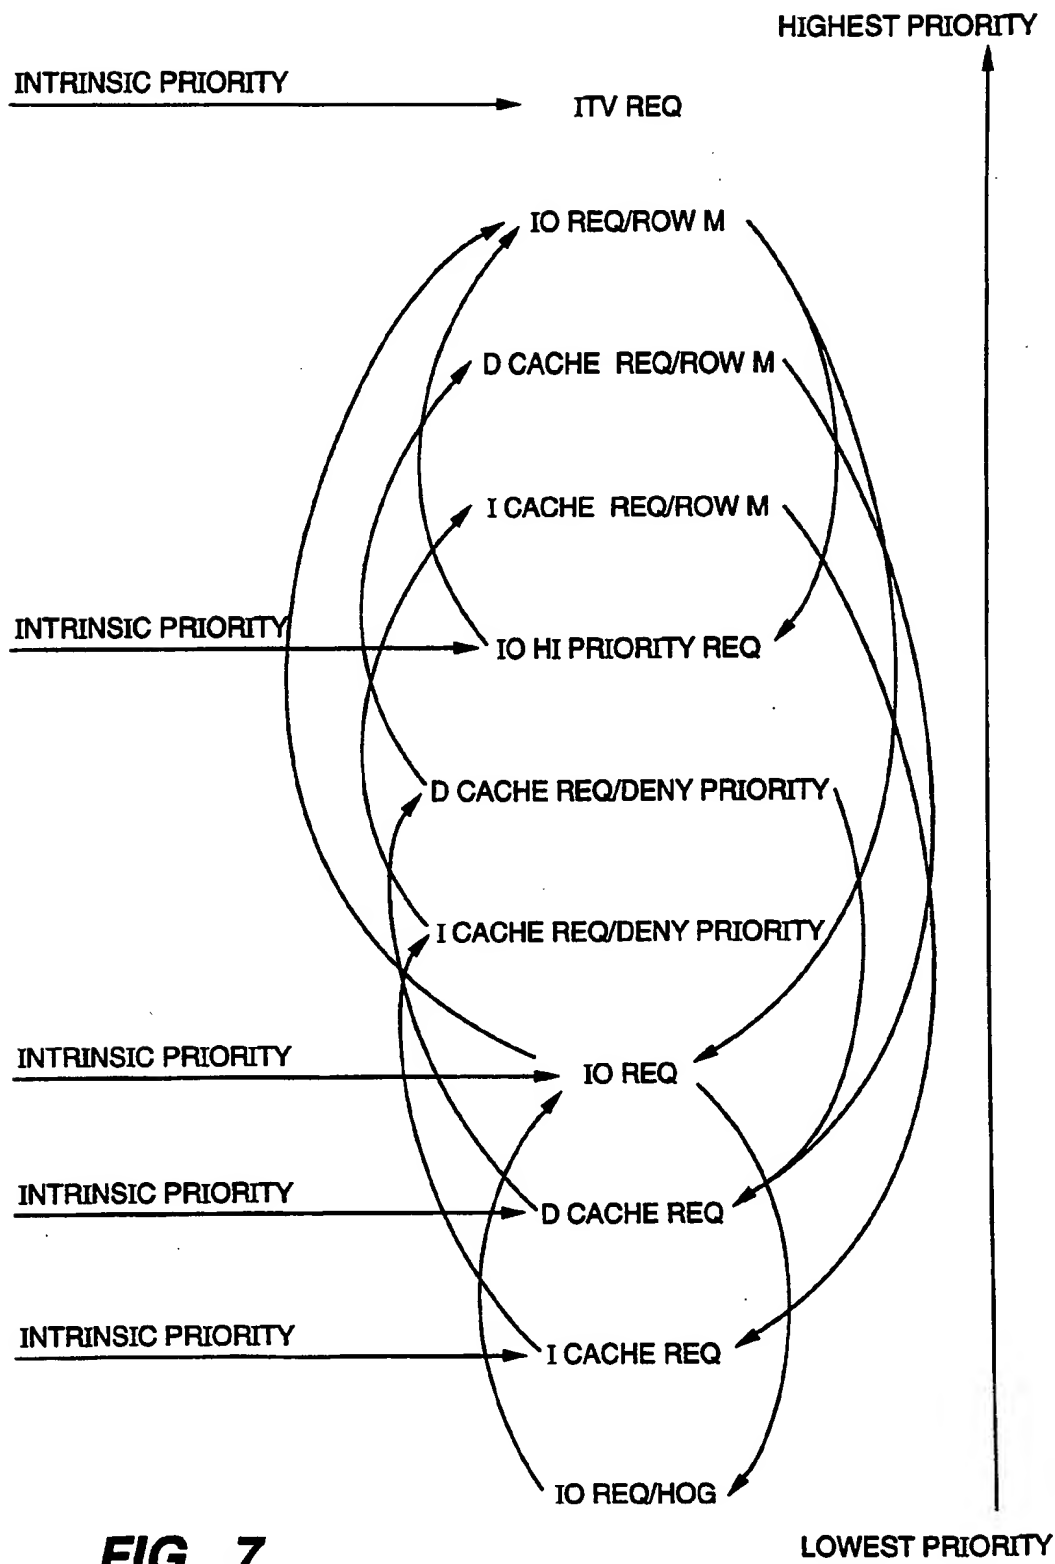 HIGHEST PRIORITY
INTRINSIC PRIORITY
ITV REQ
IO REQ/ROW M
D CACHE REQ/ROW M
I CACHE REQ/ROW M
INTRINSIC PRIORITY
IO HI PRIORITY REQ
D CACHE REQ/DENY PRIORITY
I CACHE REQ/DENY PRIORITY
INTRINSIC PRIORITY
IO REQ
INTRINSIC PRIORITY
D CACHE REQ
INTRINSIC PRIORITY
I CACHE REQ
IO REQ/HOG
FIG_7
LOWEST PRIORITY